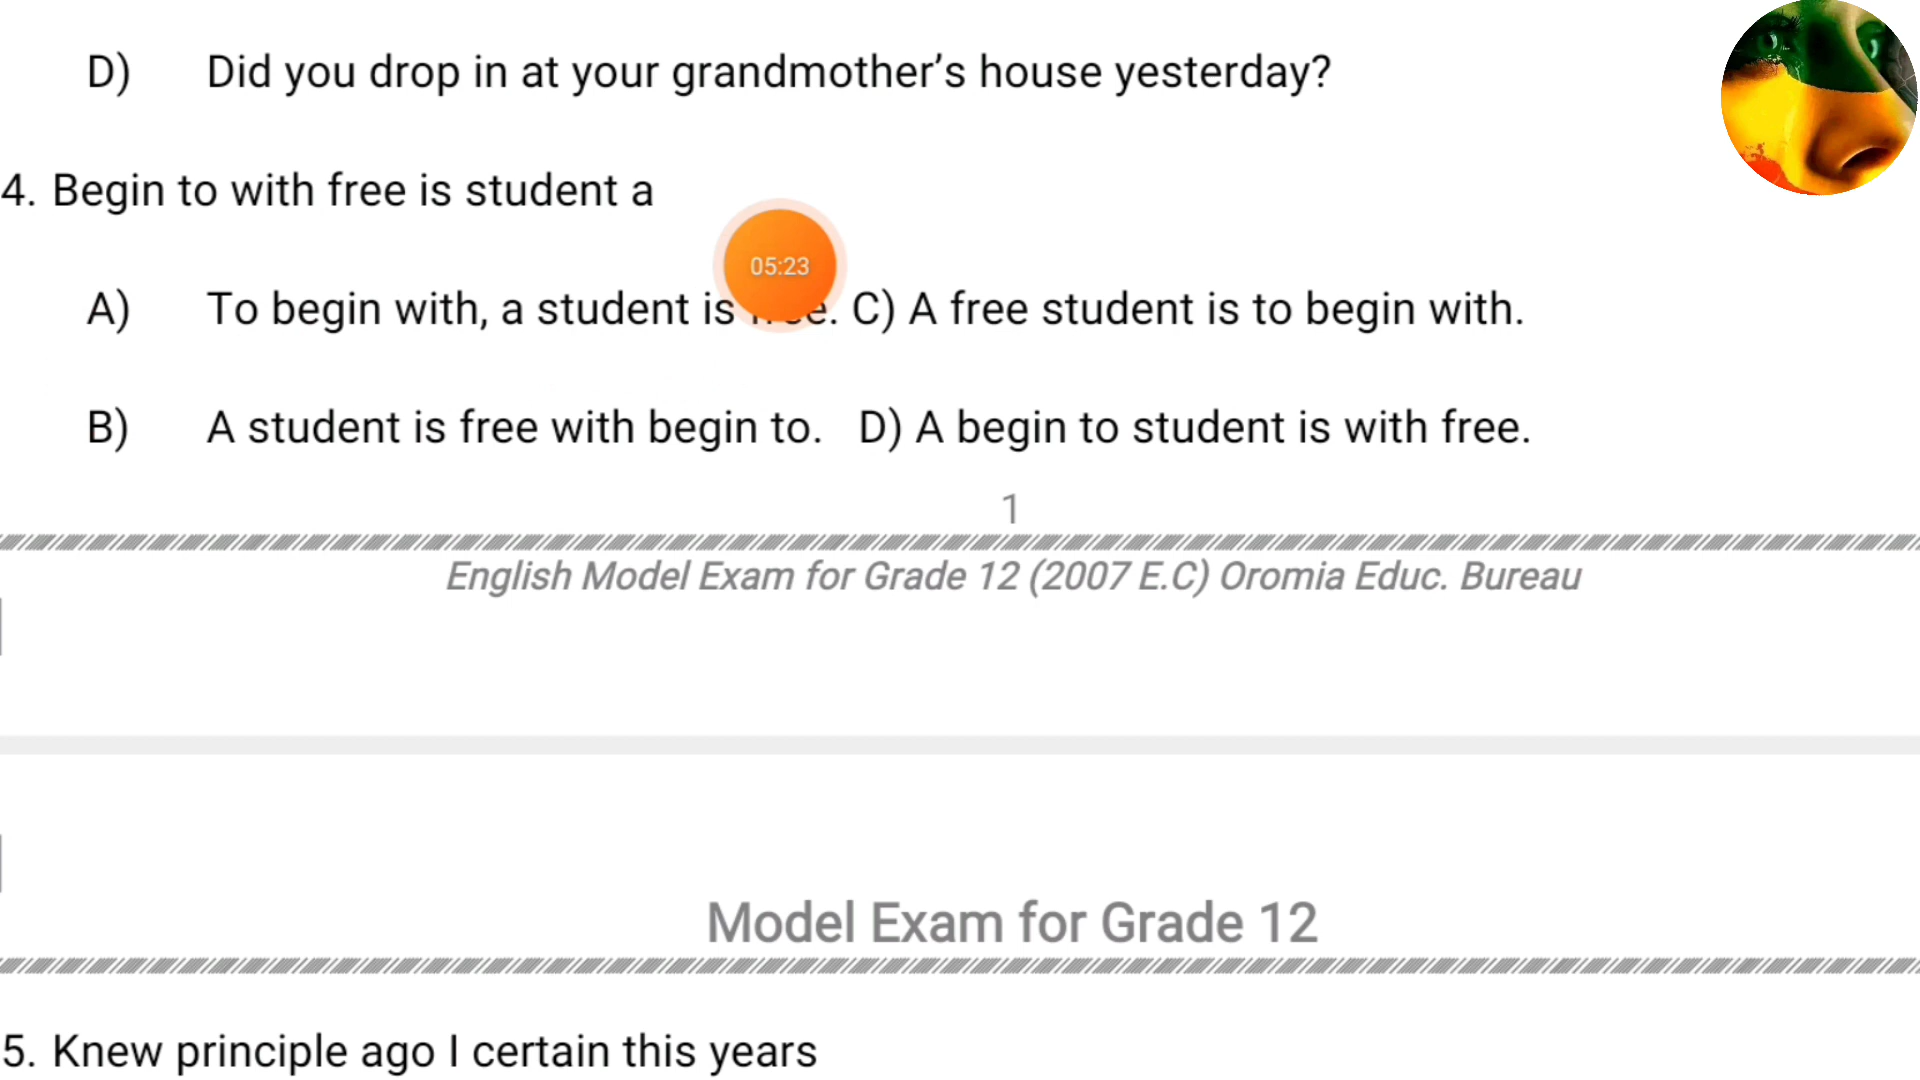 D) Did you drop in at your grandmother's house yesterday?
4. Begin to with free is student a
05:23
A) To begin with, a student is free. C) A free student is to begin with.
B) A student is free with begin to. D) A begin to student is with free.
1
English Model Exam for Grade 12 (2007 E.C) Oromia Educ. Bureau
Model Exam for Grade 12
5. Knew principle ago I certain this years